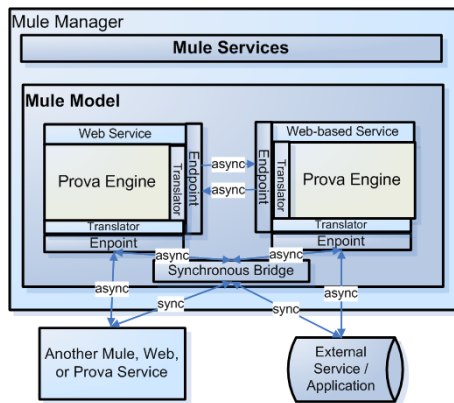 Mule Manager
Mule Services
Mule Model
Web Service
Prova Engine
Translator
Endpoint
Translator
Enpoint
async
async
Web-based Service
Endpoint
Translator
Prova Engine
Translator
Enpoint
async
async
Synchronous Bridge
async
sync
sync
async
Another Mule, Web,
or Prova Service
External
Service /
Application